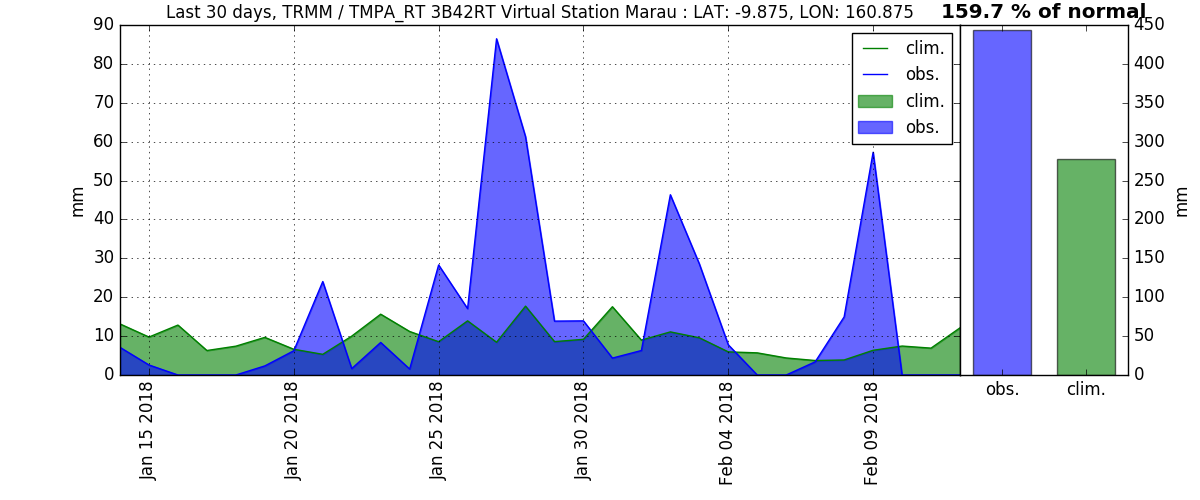 Last 30 days, TRMM / TMPA_RT 3B42RT Virtual Station Marau : LAT: -9.875, LON: 160.875
159.7 % of normal
90
80
70
60
50
40
30
20
10
0
mm
clim.
obs.
clim.
obs.
Jan 15 2018
Jan 20 2018
Jan 25 2018
Jan 30 2018
Feb 04 2018
Feb 09 2018
450
400
350
300
250
200
150
100
50
0
mm
obs.
clim.